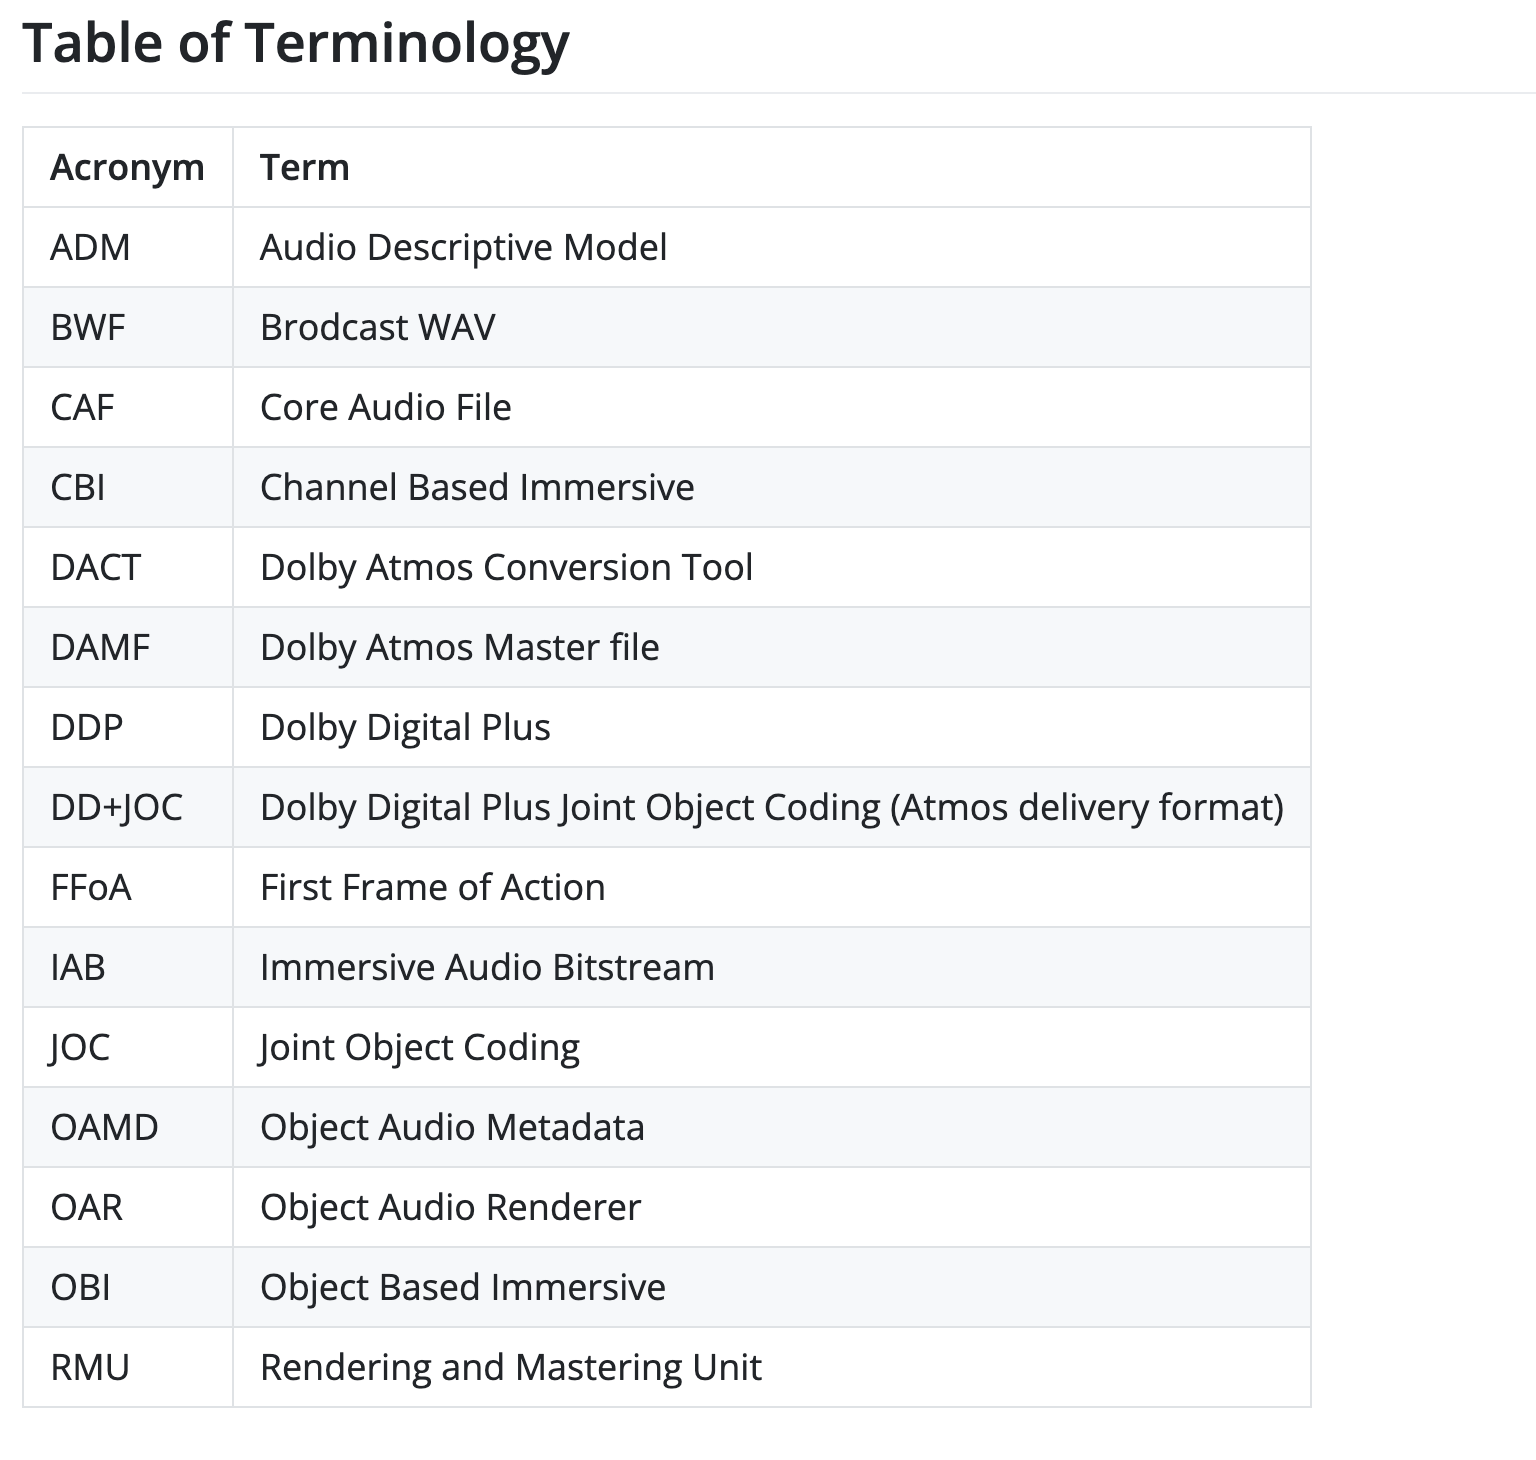 Table of Terminology
Acronym Term
ADM Audio Descriptive Model
BWF Brodcast WAV
CAF Core Audio File
CBI Channel Based Immersive
DACT Dolby Atmos Conversion Tool
DAMF Dolby Atmos Master file
DDP Dolby Digital Plus
DD+JOC Dolby Digital Plus Joint Object Coding (Atmos delivery format)
FFoA First Frame of Action
IAB Immersive Audio Bitstream
JOC Joint Object Coding
OAMD Object Audio Metadata
OAR Object Audio Renderer
OBI Object Based Immersive
RMU Rendering and Mastering Unit